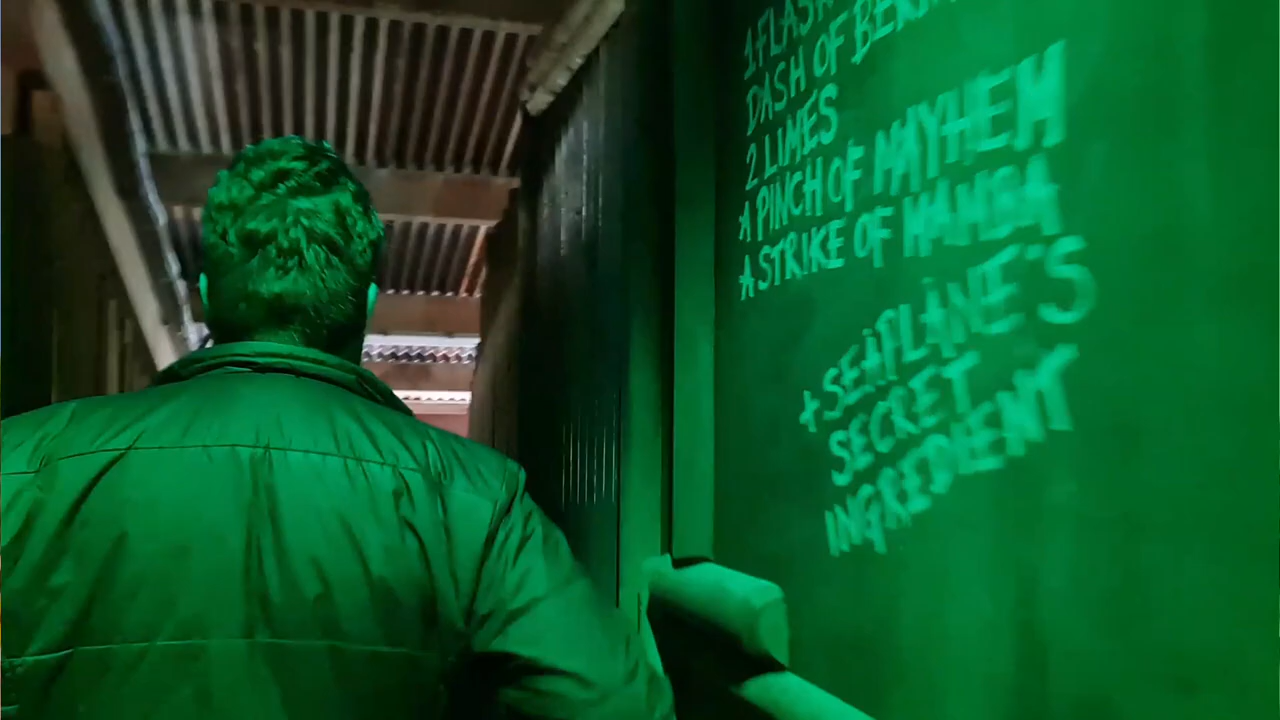 DASH OF
2 LIMES
A PINCH OF MAYHEM
A STRIKE OF MAMBA
+ SEAPLANE'S
SECRET
INGREDIENT